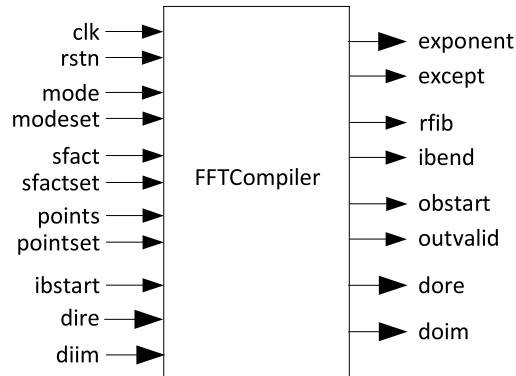 clk
rstn
mode
modeset
sfact
sfactset
points
pointset
ibstart
dire
diim
FFTCompiler
exponent
except
rfib
ibend
obstart
outvalid
dore
doim